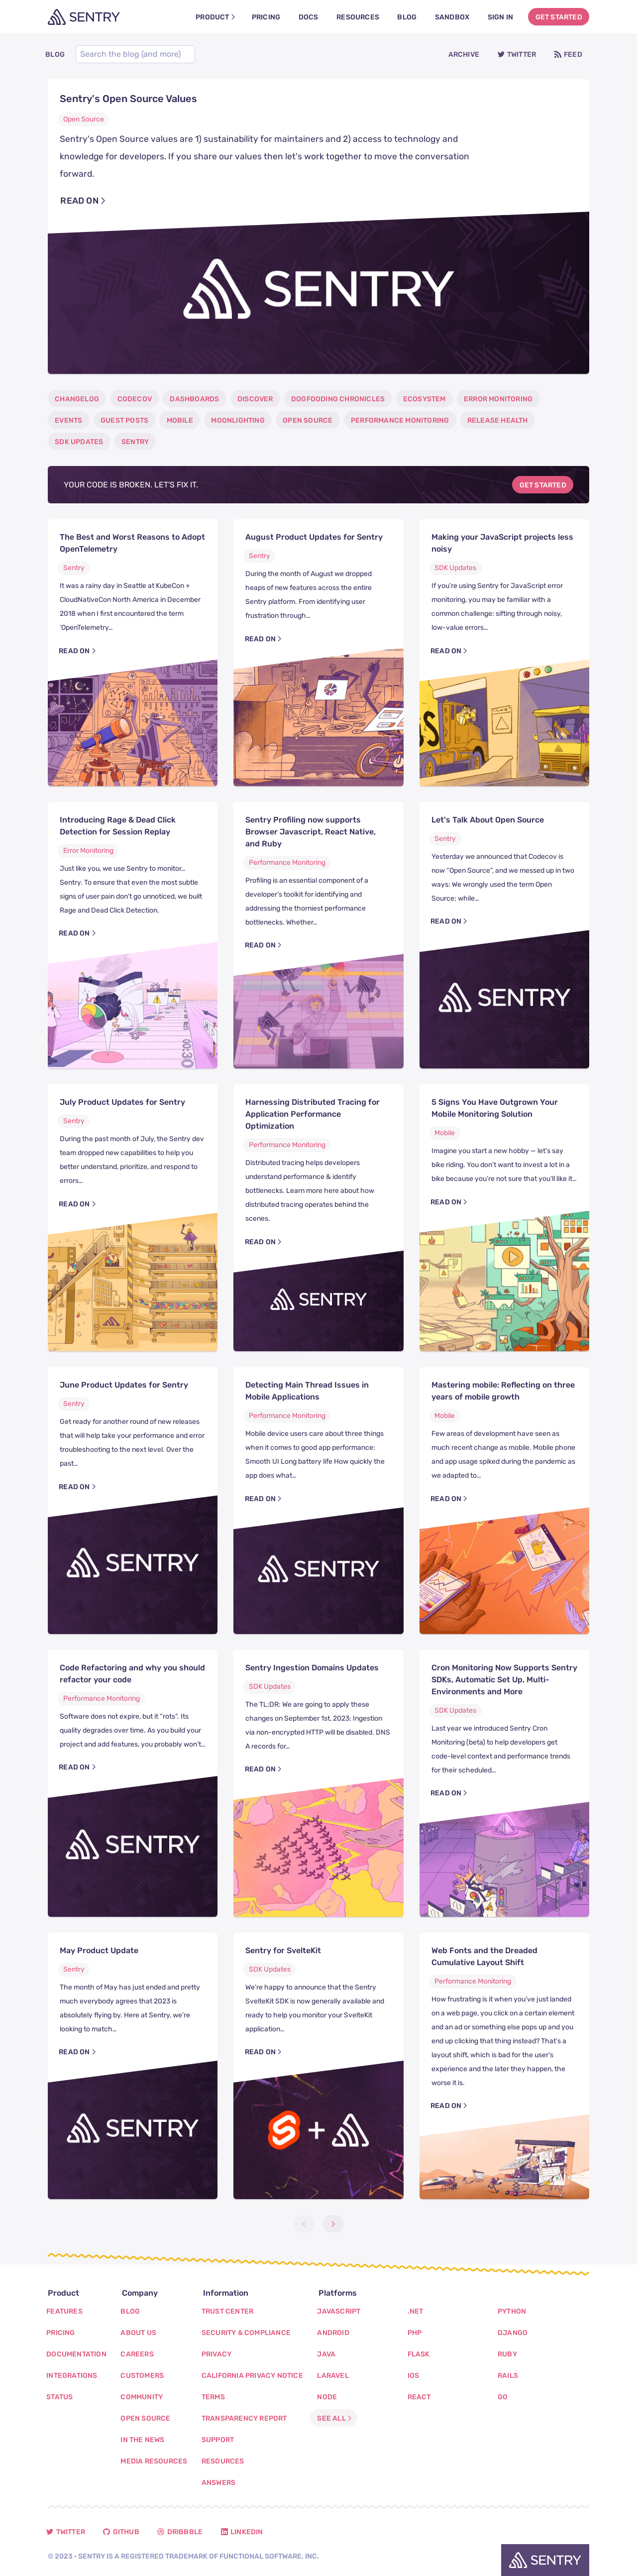 SENTRY
PRODUCT
PRICING
DOCS
RESOURCES
BLOG
SANDBOX
SIGN IN
GET STARTED
BLOG
Search the blog (and more)
ARCHIVE
TWITTER
FEED
Sentry's Open Source Values
Open Source
Sentry's Open Source values are 1) sustainability for maintainers and 2) access to technology and
knowledge for developers. If you share our values then let's work together to move the conversation
forward.
READ ON
SENTRY
CHANGELOG
CODECOV
DASHBOARDS
DISCOVER
DOGFOODING CHRONICLES
ECOSYSTEM
ERROR MONITORING
EVENTS
GUEST POSTS
MOBILE
MOONLIGHTING
OPEN SOURCE
PERFORMANCE MONITORING
RELEASE HEALTH
SDK UPDATES
SENTRY
YOUR CODE IS BROKEN. LET'S FIX IT.
GET STARTED
The Best and Worst Reasons to Adopt
OpenTelemetry
Sentry
It was a rainy day in Seattle at KubeCon +
CloudNativeCon North America in December
2018 when I first encountered the term
'OpenTelemetry…
READ ON
August Product Updates for Sentry
Sentry
During the month of August we dropped
heaps of new features across the entire
Sentry platform. From identifying user
frustration through…
READ ON
Making your JavaScript projects less
noisy
SDK Updates
If you're using Sentry for JavaScript error
monitoring, you may be familiar with a
common challenge: sifting through noisy,
low-value errors…
READ ON
Introducing Rage & Dead Click
Detection for Session Replay
Error Monitoring
Just like you, we use Sentry to monitor…
Sentry. To ensure that even the most subtle
signs of user pain don't go unnoticed, we built
Rage and Dead Click Detection.
READ ON
00:30
Sentry Profiling now supports
Browser Javascript, React Native,
and Ruby
Performance Monitoring
Profiling is an essential component of a
developer's toolkit for identifying and
addressing the thorniest performance
bottlenecks. Whether…
READ ON
Let's Talk About Open Source
Sentry
Yesterday we announced that Codecov is
now "Open Source", and we messed up in two
ways: We wrongly used the term Open
Source; while…
READ ON
SENTRY
July Product Updates for Sentry
Sentry
During the past month of July, the Sentry dev
team dropped new capabilities to help you
better understand, prioritize, and respond to
errors…
READ ON
Harnessing Distributed Tracing for
Application Performance
Optimization
Performance Monitoring
Distributed tracing helps developers
understand performance & identify
bottlenecks. Learn more here about how
distributed tracing operates behind the
scenes.
READ ON
SENTRY
5 Signs You Have Outgrown Your
Mobile Monitoring Solution
Mobile
Imagine you start a new hobby — let's say
bike riding. You don't want to invest a lot in a
bike because you're not sure that you'll like it…
READ ON
June Product Updates for Sentry
Sentry
Get ready for another round of new releases
that will help take your performance and error
troubleshooting to the next level. Over the
past…
READ ON
SENTRY
Detecting Main Thread Issues in
Mobile Applications
Performance Monitoring
Mobile device users care about three things
when it comes to good app performance:
Smooth UI Long battery life How quickly the
app does what…
READ ON
SENTRY
Mastering mobile: Reflecting on three
years of mobile growth
Mobile
Few areas of development have seen as
much recent change as mobile. Mobile phone
and app usage spiked during the pandemic as
we adapted to…
READ ON
Code Refactoring and why you should
refactor your code
Performance Monitoring
Software does not expire, but it "rots". Its
quality degrades over time. As you build your
project and add features, you probably won't…
READ ON
SENTRY
Sentry Ingestion Domains Updates
SDK Updates
The TL;DR: We are going to apply these
changes on September 1st, 2023: Ingestion
via non-encrypted HTTP will be disabled. DNS
A records for…
READ ON
Cron Monitoring Now Supports Sentry
SDKs, Automatic Set Up, Multi-
Environments and More
SDK Updates
Last year we introduced Sentry Cron
Monitoring (beta) to help developers get
code-level context and performance trends
for their scheduled…
READ ON
May Product Update
Sentry
The month of May has just ended and pretty
much everybody agrees that 2023 is
absolutely flying by. Here at Sentry, we're
looking to match…
READ ON
SENTRY
Sentry for SvelteKit
SDK Updates
We're happy to announce that the Sentry
SvelteKit SDK is now generally available and
ready to help you monitor your SvelteKit
application…
READ ON
+
Web Fonts and the Dreaded
Cumulative Layout Shift
Performance Monitoring
How frustrating is it when you've just landed
on a web page, you click on a certain element
and an ad or something else pops up and you
end up clicking that thing instead? That's a
layout shift, which is bad for the user's
experience and the later they happen, the
worse it is.
READ ON
Product
FEATURES
PRICING
DOCUMENTATION
INTEGRATIONS
STATUS
Company
BLOG
ABOUT US
CAREERS
CUSTOMERS
COMMUNITY
OPEN SOURCE
IN THE NEWS
MEDIA RESOURCES
Information
TRUST CENTER
SECURITY & COMPLIANCE
PRIVACY
CALIFORNIA PRIVACY NOTICE
TERMS
TRANSPARENCY REPORT
SUPPORT
RESOURCES
ANSWERS
Platforms
JAVASCRIPT
ANDROID
JAVA
LARAVEL
NODE
SEE ALL
.NET
PHP
FLASK
IOS
REACT
PYTHON
DJANGO
RUBY
RAILS
GO
TWITTER
GITHUB
DRIBBBLE
LINKEDIN
© 2023 • SENTRY IS A REGISTERED TRADEMARK OF FUNCTIONAL SOFTWARE, INC.
SENTRY